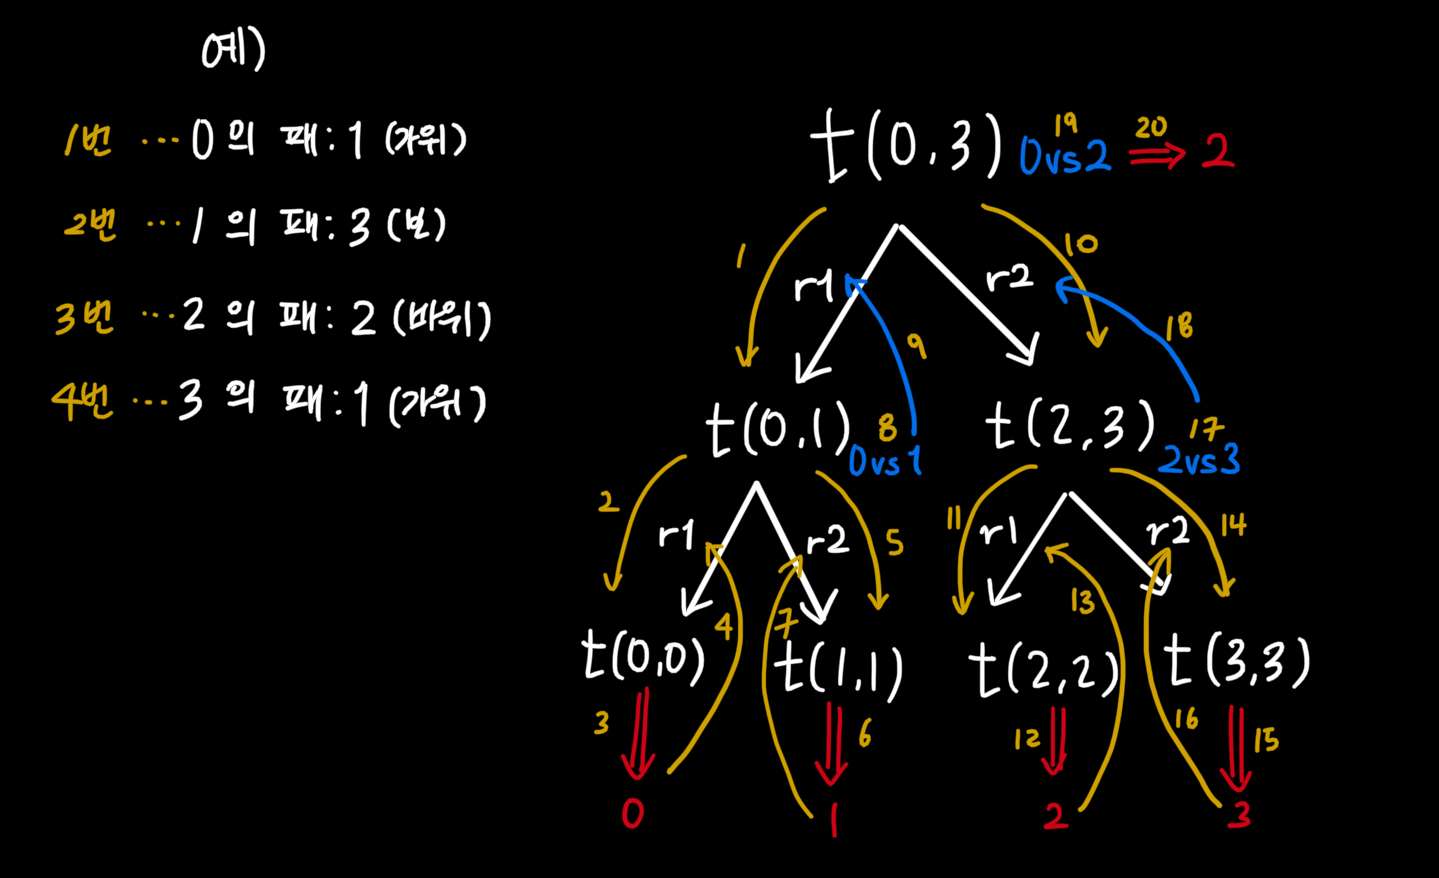 예)
1번 ... 0 의 패: 1 (가위)
2번 ... 1 의 패: 3 (보)
3번 ... 2 의 패: 2 (바위)
4번 ... 3 의 패: 1 (가위)
19 20
t(0,3) 0vs2 ⇒ 2
1 10
r1 r2
9 18
t(0,1) 8 t(2,3) 17
0vs1 2vs3
2 5 11 14
r1 r2 r1 r2
4 7 13
t(0,0) t(1,1) t(2,2) t(3,3)
3 6 12 16 15
0 1 2 3